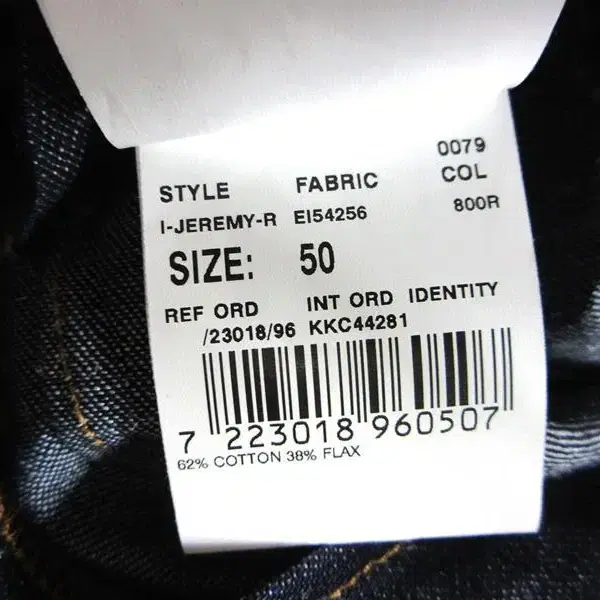 0079
STYLE FABRIC COL
I-JEREMY-R EI54256 800R
SIZE: 50
REF ORD INT ORD IDENTITY
/23018/96 KKC44281
7 223018 960507
62% COTTON 38% FLAX